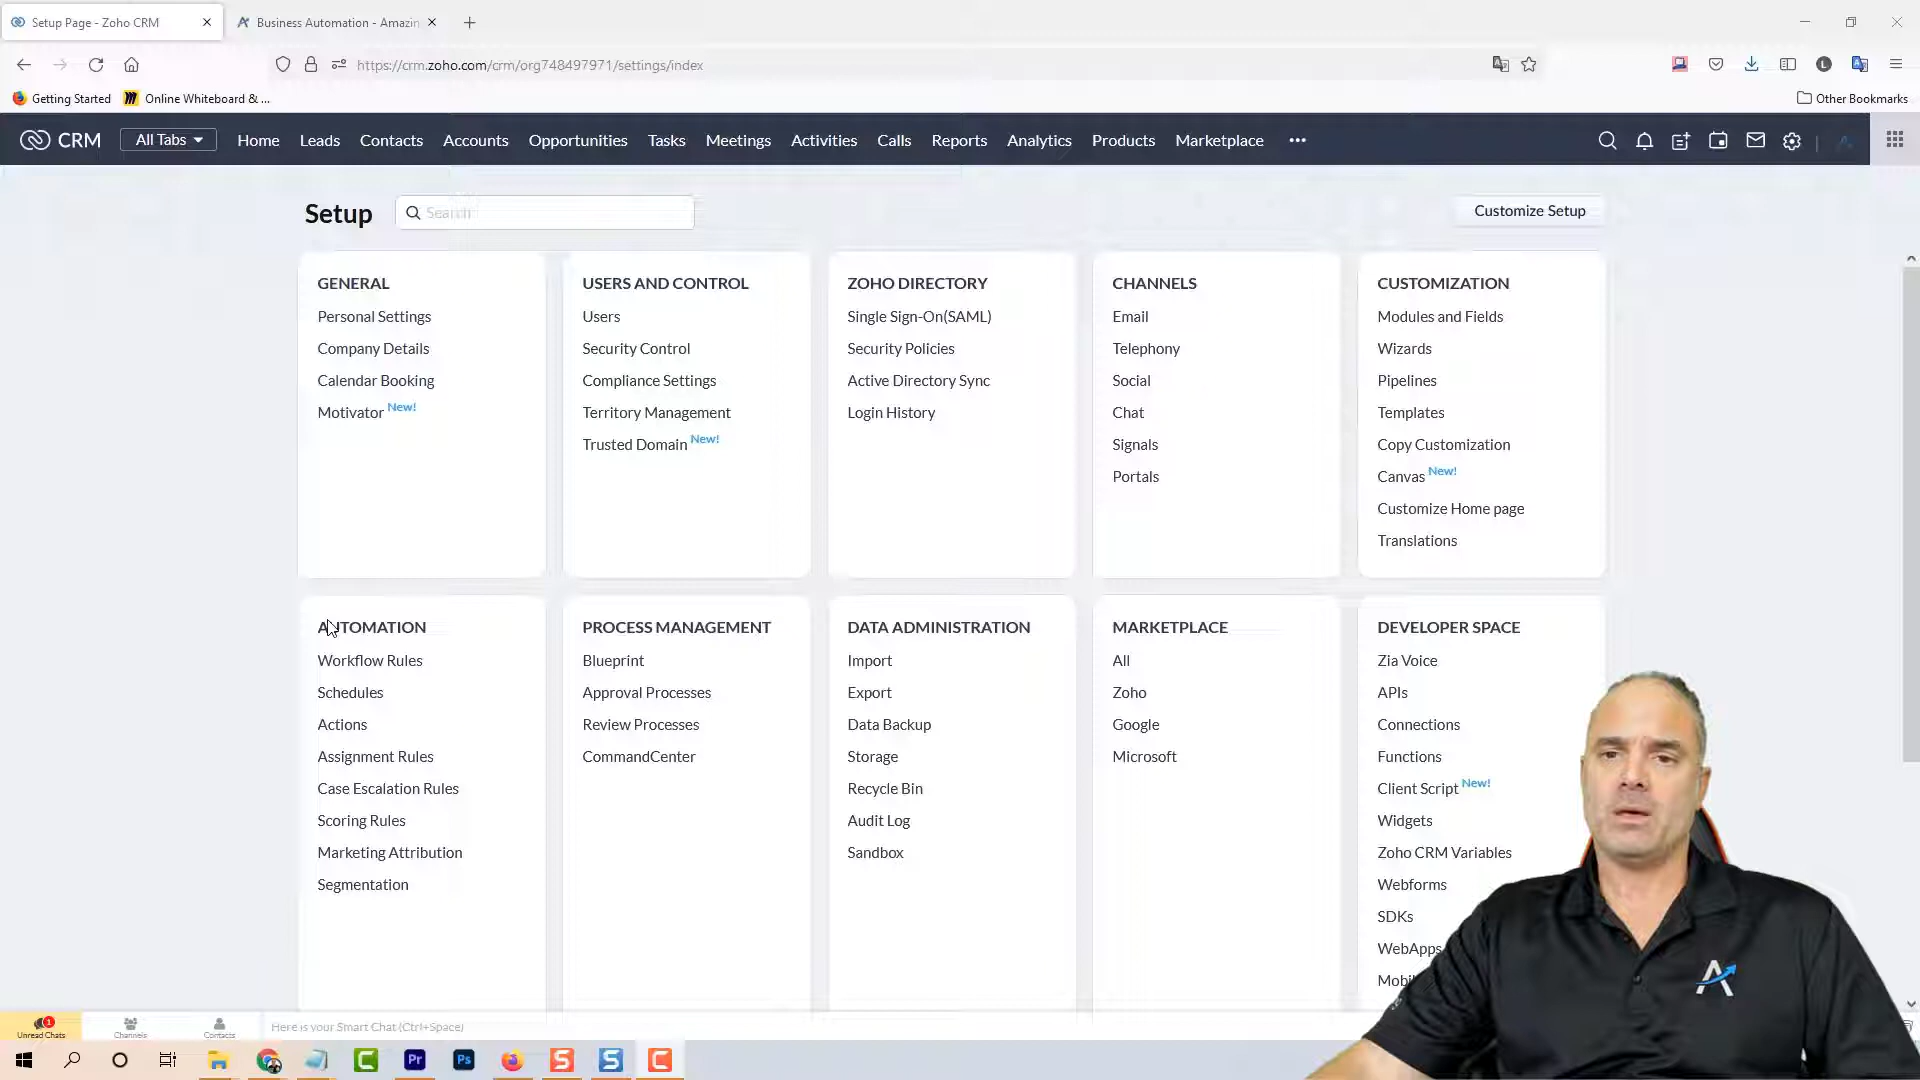 Setup Page - Zoho CRM
Business Automation - Amazin
https://crm.zoho.com/crm/org748497971/settings/index
Getting Started
Online Whiteboard & ...
Other Bookmarks
CRM
All Tabs
Home
Leads
Contacts
Accounts
Opportunities
Tasks
Meetings
Activities
Calls
Reports
Analytics
Products
Marketplace
Setup
Search
Customize Setup
GENERAL
Personal Settings
Company Details
Calendar Booking
Motivator New!
USERS AND CONTROL
Users
Security Control
Compliance Settings
Territory Management
Trusted Domain New!
ZOHO DIRECTORY
Single Sign-On(SAML)
Security Policies
Active Directory Sync
Login History
CHANNELS
Email
Telephony
Social
Chat
Signals
Portals
CUSTOMIZATION
Modules and Fields
Wizards
Pipelines
Templates
Copy Customization
Canvas New!
Customize Home page
Translations
AUTOMATION
Workflow Rules
Schedules
Actions
Assignment Rules
Case Escalation Rules
Scoring Rules
Marketing Attribution
Segmentation
PROCESS MANAGEMENT
Blueprint
Approval Processes
Review Processes
CommandCenter
DATA ADMINISTRATION
Import
Export
Data Backup
Storage
Recycle Bin
Audit Log
Sandbox
MARKETPLACE
All
Zoho
Google
Microsoft
DEVELOPER SPACE
Zia Voice
APIs
Connections
Functions
Client Script New!
Widgets
Zoho CRM Variables
Webforms
SDKs
WebApps
Mobi
1
Unread Chats
Channels
Contacts
Here is your Smart Chat (Ctrl+Space)
Pr
Ps